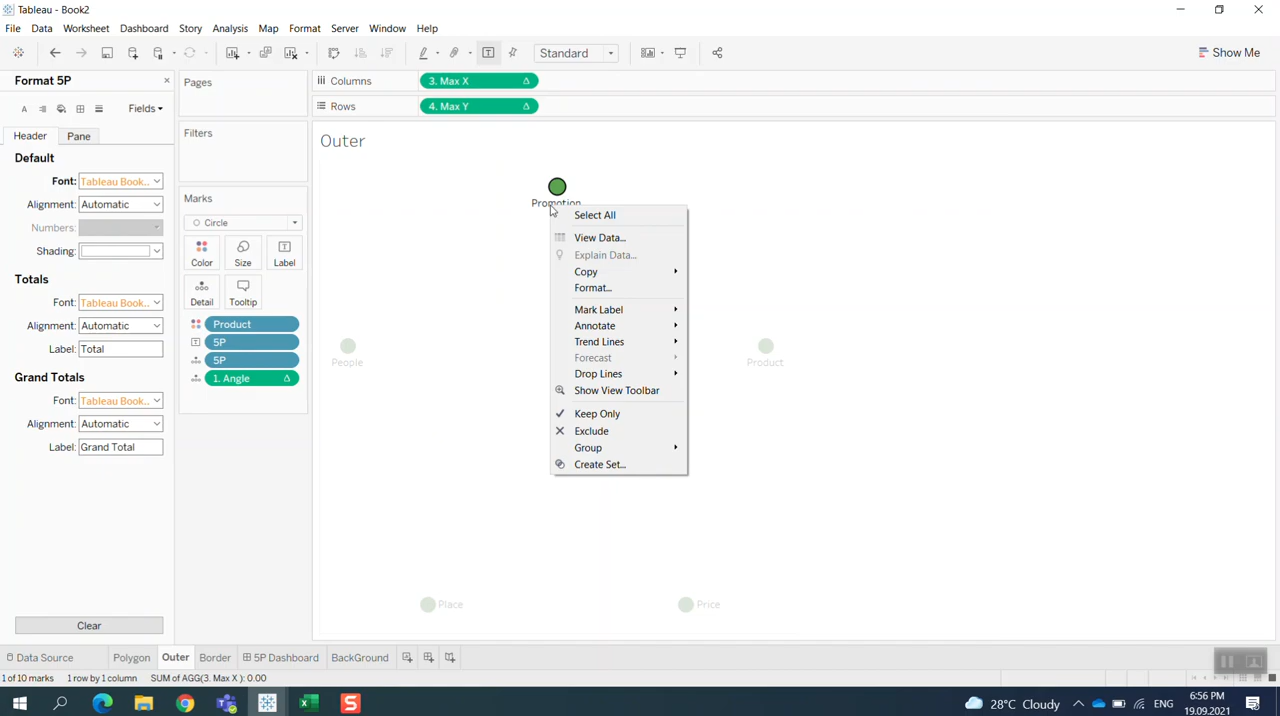 Tableau - Book2
File Data Worksheet Dashboard Story Analysis Map Format Server Window Help
Standard
Show Me
Format 5P
Fields
Header Pane
Default
Font: Tableau Book..
Alignment: Automatic
Numbers:
Shading:
Totals
Font: Tableau Book..
Alignment: Automatic
Label: Total
Grand Totals
Font: Tableau Book..
Alignment: Automatic
Label: Grand Total
Clear
Pages
Filters
Marks
Circle
Color Size Label
Detail Tooltip
Product
5P
5P
1. Angle
Columns 3. Max X
Rows 4. Max Y
Outer
Promotion
People
Product
Place
Price
Select All
View Data...
Explain Data...
Copy
Format...
Mark Label
Annotate
Trend Lines
Forecast
Drop Lines
Show View Toolbar
Keep Only
Exclude
Group
Create Set...
Data Source Polygon Outer Border 5P Dashboard BackGround
1 of 10 marks 1 row by 1 column SUM of AGG(3. Max X ): 0.00
28°C Cloudy
ENG
6:56 PM
19.09.2021